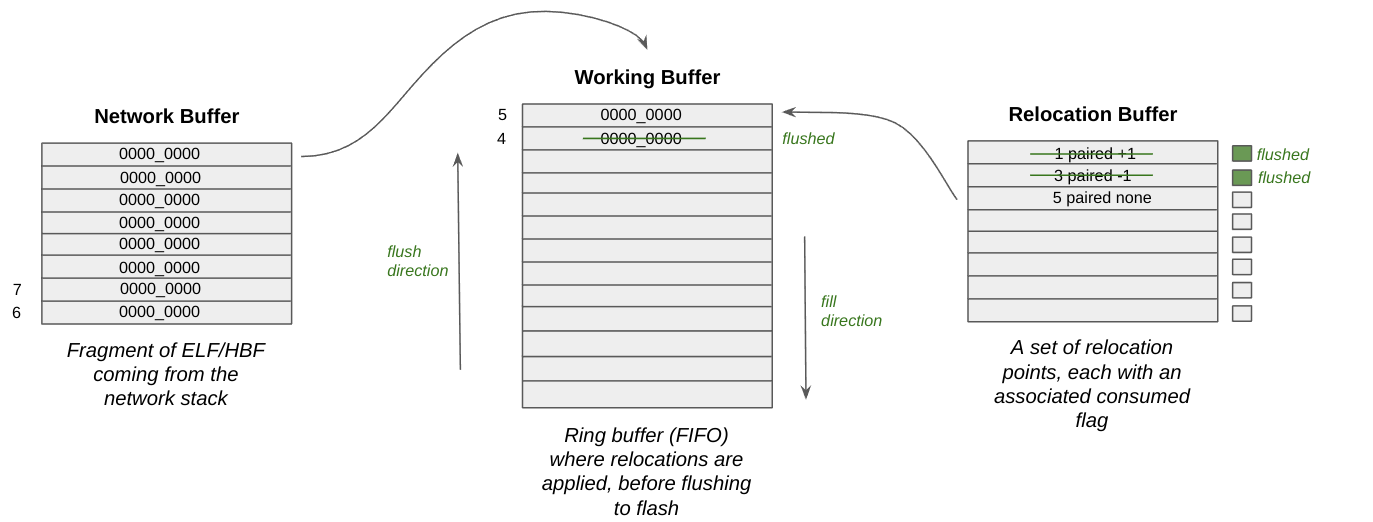 Working Buffer
Network Buffer
Relocation Buffer
5
0000_0000
4
0000_0000
flushed
0000_0000
0000_0000
0000_0000
0000_0000
0000_0000
0000_0000
7
0000_0000
6
0000_0000
flush
direction
fill
direction
1 paired +1
flushed
3 paired -1
flushed
5 paired none
Fragment of ELF/HBF
coming from the
network stack
Ring buffer (FIFO)
where relocations are
applied, before flushing
to flash
A set of relocation
points, each with an
associated consumed
flag